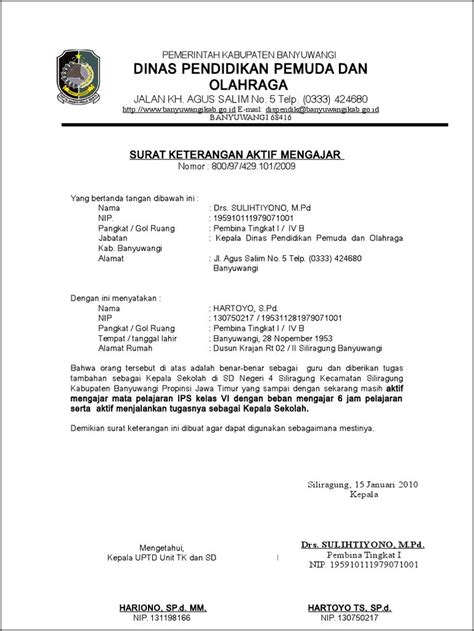 PEMERINTAH KABUPATEN BANYUWANGI
DINAS PENDIDIKAN PEMUDA DAN
OLAHRAGA
JALAN KH. AGUS SALIM No. 5 Telp. (0333) 424680
http://www.banyuwangikab.go.id E-mail: dispendik@banyuwangikab.go.id
BANYUWANGI 68416
SURAT KETERANGAN AKTIF MENGAJAR
Nomor : 800/97/429.101/2009
Yang bertanda tangan dibawah ini :
Nama : Drs. SULIHTIYONO, M.Pd
NIP. : 195910111979071001
Pangkat / Gol Ruang : Pembina Tingkat I / IV B
Jabatan : Kepala Dinas Pendidikan Pemuda dan Olahraga
Kab. Banyuwangi
Alamat : Jl. Agus Salim No. 5 Telp. (0333) 424680
Banyuwangi
Dengan ini menyatakan :
Nama : HARTOYO, S.Pd.
NIP : 130750217 / 195311281979071001
Pangkat / Gol Ruang : Pembina Tingkat I / IV B
Tempat / tanggal lahir : Banyuwangi, 28 Nopember 1953
Alamat Rumah : Dusun Krajan Rt.02 / II Siliragung Banyuwangi
Bahwa orang tersebut di atas adalah benar-benar sebagai guru dan diberikan tugas
tambahan sebagai Kepala Sekolah di SD Negeri 4 Siliragung Kecamatan Siliragung
Kabupaten Banyuwangi Propinsi Jawa Timur yang sampai dengan sekarang masih aktif
mengajar mata pelajaran IPS kelas VI dengan beban mengajar 6 jam pelajaran
serta aktif menjalankan tugasnya sebagai Kepala Sekolah.
Demikian surat keterangan ini dibuat agar dapat digunakan sebagaimana mestinya.
Siliragung, 15 Januari 2010
Kepala
Drs. SULIHTIYONO, M.Pd.
Pembina Tingkat I
NIP. 195910111979071001
Mengetahui,
Kepala UPTD Unit TK dan SD
HARIONO, SP.d. MM.
NIP. 131198166
HARTOYO TS, SP.d.
NIP. 130750217